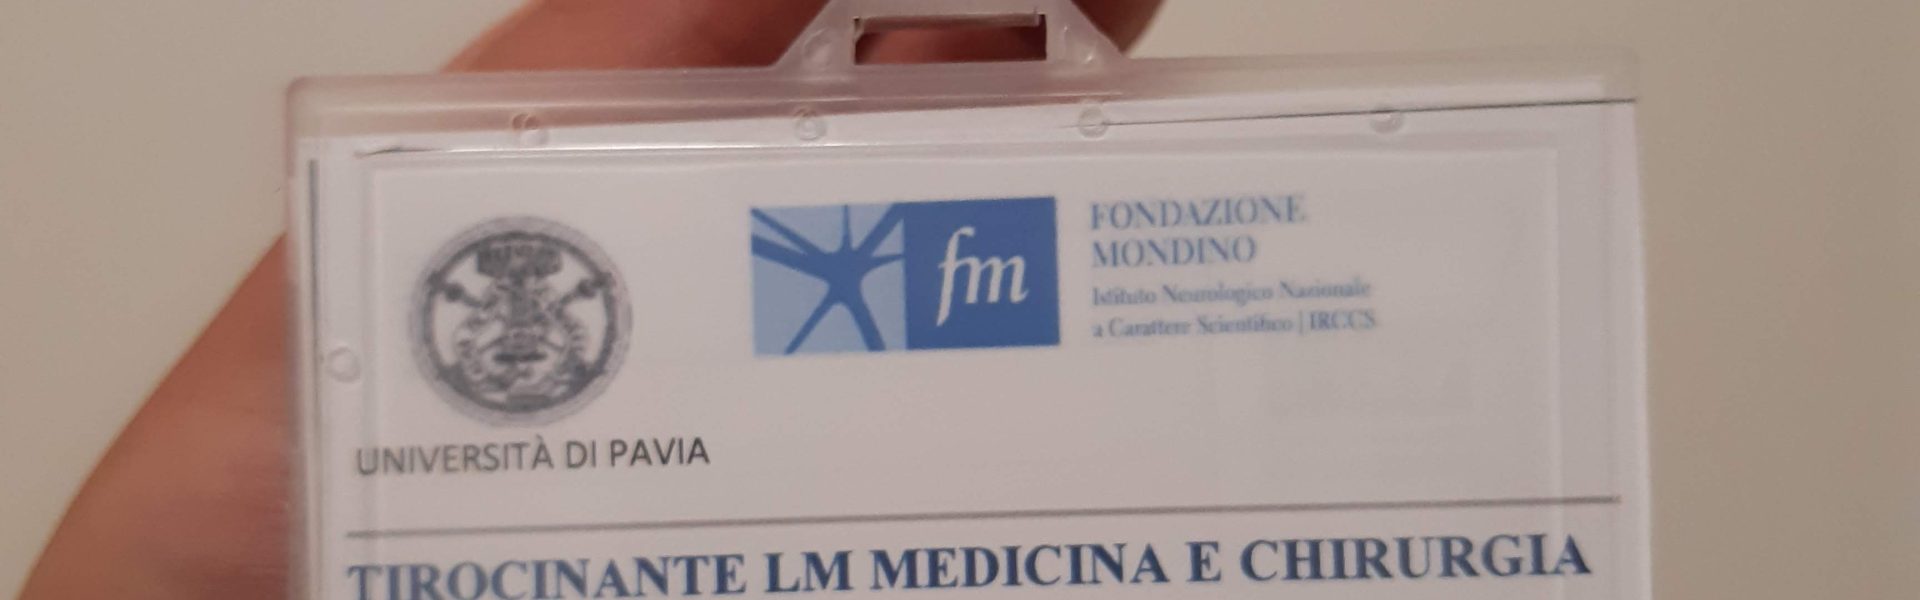 fm
FONDAZIONE
MONDINO
Istituto Neurologico Nazionale
a Carattere Scientifico | IRCCS
UNIVERSITÀ DI PAVIA
TIROCINANTE LM MEDICINA E CHIRURGIA